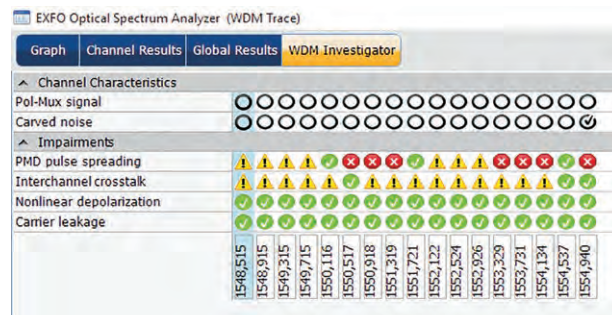 EXFO Optical Spectrum Analyzer (WDM Trace)
Graph Channel Results Global Results WDM Investigator
Channel Characteristics
Pol-Mux signal
Carved noise
Impairments
PMD pulse spreading
Interchannel crosstalk
Nonlinear depolarization
Carrier leakage
1548,515
1548,915
1549,315
1549,715
1550,116
1550,517
1550,918
1551,319
1551,721
1552,122
1552,524
1552,926
1553,329
1553,731
1554,134
1554,537
1554,940